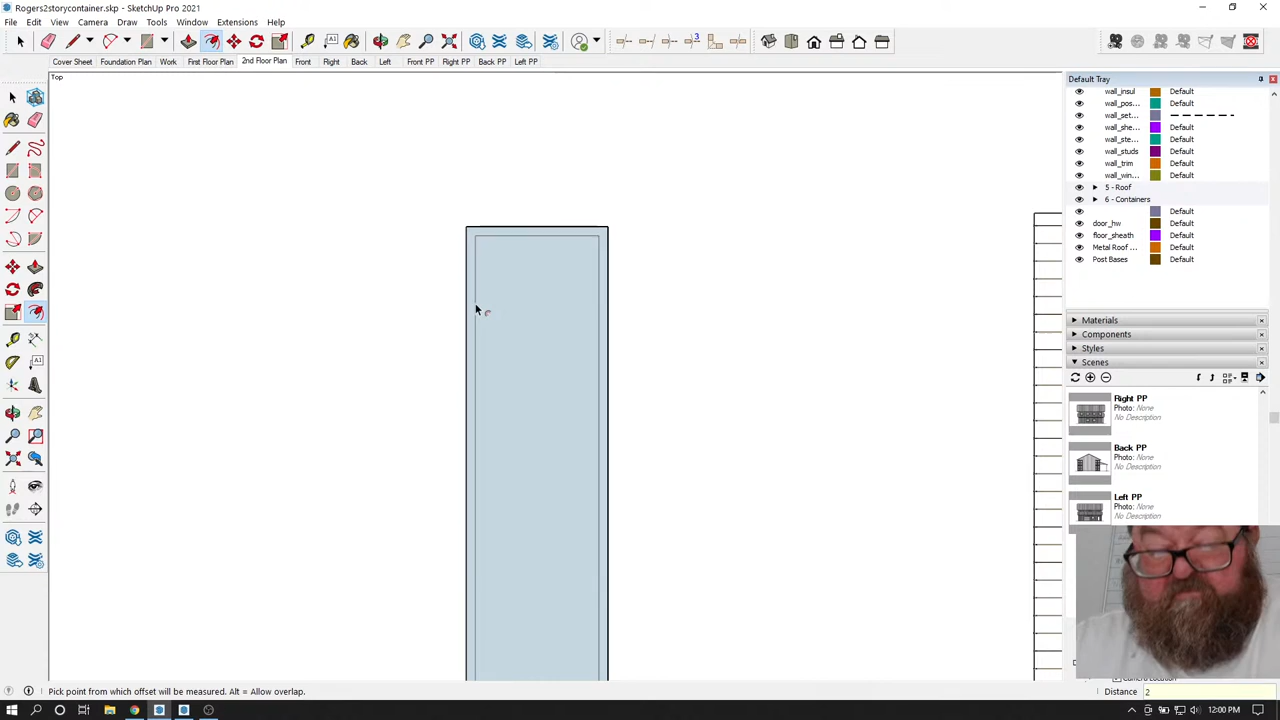 Rogers2storycontainer.skp - SketchUp Pro 2021
File Edit View Camera Draw Tools Window Extensions Help
3
Cover Sheet Foundation Plan Work First Floor Plan 2nd Floor Plan Front Right Back Left Front PP Right PP Back PP Left PP
Top
Default Tray
wall_insul Default
wall_pos... Default
wall_set...
wall_she... Default
wall_ste... Default
wall_studs Default
wall_trim Default
wall_win... Default
5 - Roof
6 - Containers
Default
door_hw Default
floor_sheath Default
Metal Roof ... Default
Post Bases Default
Materials
Components
Styles
Scenes
Right PP
Photo: None
No Description
Back PP
Photo: None
No Description
Left PP
Photo: None
No Description
Pick point from which offset will be measured. Alt = Allow overlap.
Distance 2
12:00 PM